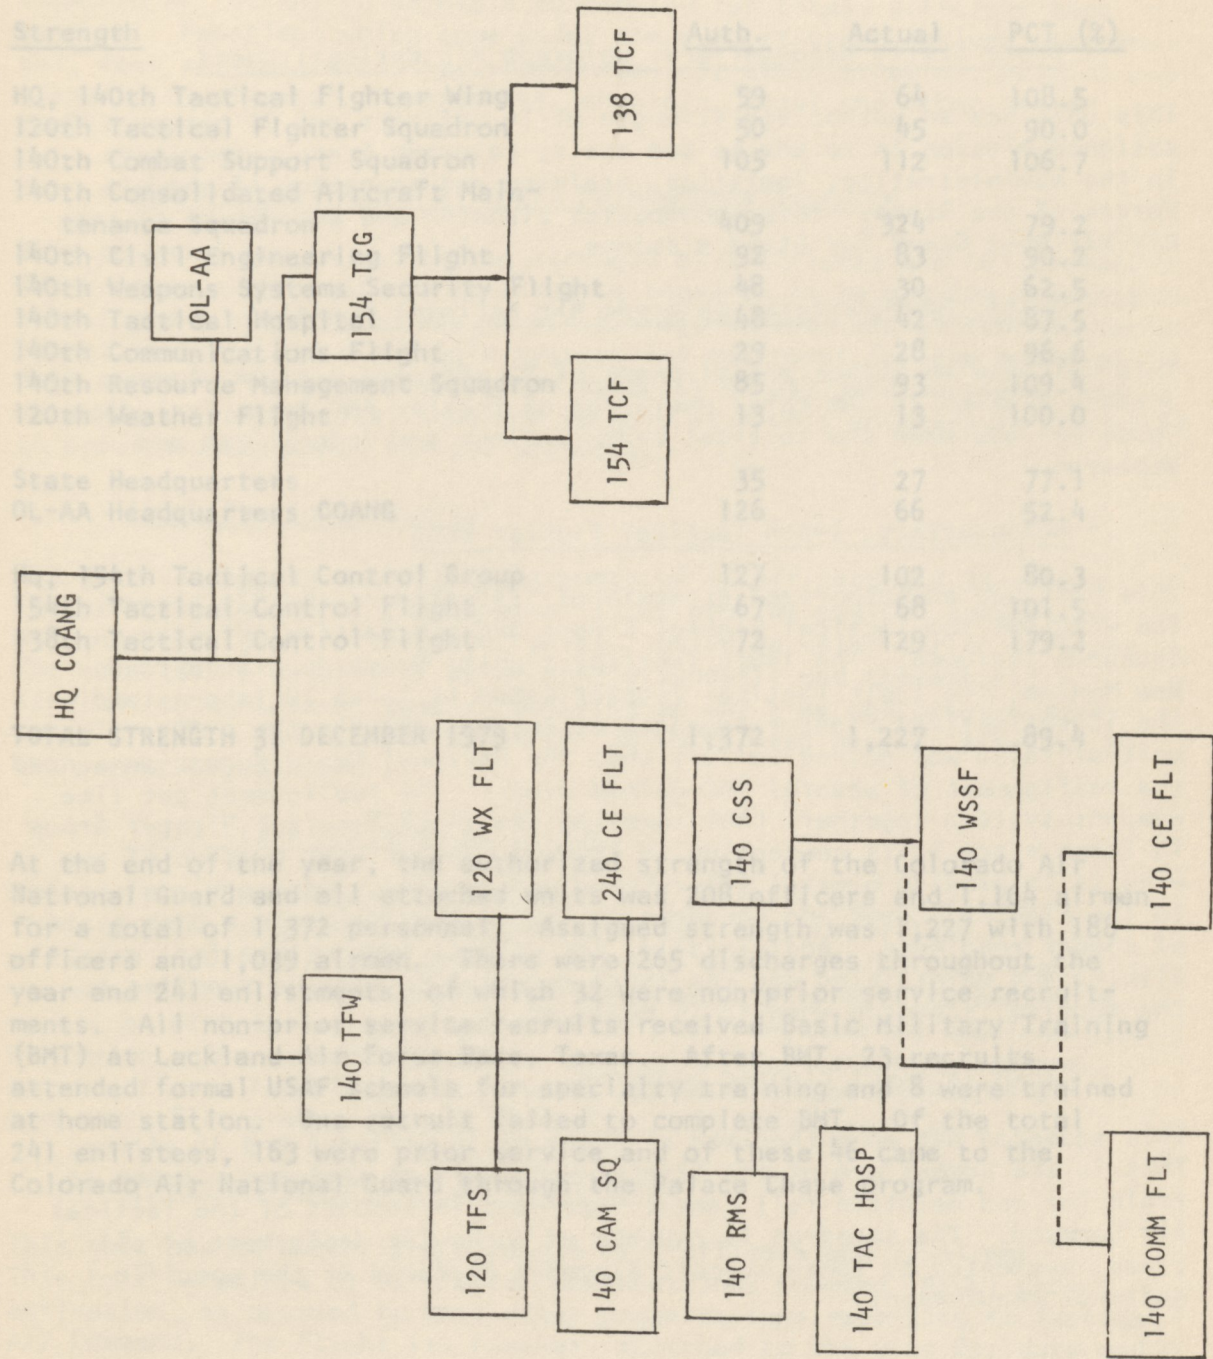 HQ COANG
OL-AA
140 TFW
154 TCG
120 TFS
120 WX FLT
154 TCF
138 TCF
140 CAM SQ
240 CE FLT
140 RMS
140 CSS
140 TAC HOSP
140 WSSF
140 COMM FLT
140 CE FLT
Strength Auth. Actual PCT (%)
HQ, 140th Tactical Fighter Wing 59 64 108.5
120th Tactical Fighter Squadron 50 45 90.0
140th Combat Support Squadron 105 112 106.7
140th Consolidated Aircraft Main-
tenance Squadron 409 324 79.2
140th Civil Engineering Flight 92 83 90.2
140th Weapons Systems Security Flight 48 30 62.5
140th Tactical Hospital 48 42 87.5
140th Communications Flight 29 28 96.6
140th Resource Management Squadron 85 93 109.4
120th Weather Flight 13 13 100.0
State Headquarters 35 27 77.1
OL-AA Headquarters COANG 126 66 52.4
HQ, 154th Tactical Control Group 127 102 80.3
154th Tactical Control Flight 67 68 101.5
138th Tactical Control Flight 72 129 179.2
TOTAL STRENGTH 31 DECEMBER 1979 1,372 1,227 89.4
At the end of the year, the authorized strength of the Colorado Air
National Guard and all attached units was 208 officers and 1,164 airmen
for a total of 1,372 personnel. Assigned strength was 1,227 with 188
officers and 1,039 airmen. There were 265 discharges throughout the
year and 241 enlistments, of which 32 were non-prior service recruit-
ments. All non-prior service recruits received Basic Military Training
(BMT) at Lackland Air Force Base, Texas. After BMT, 23 recruits
attended formal USAF schools for specialty training and 8 were trained
at home station. One recruit failed to complete BMT. Of the total
241 enlistees, 163 were prior service and of these 46 came to the
Colorado Air National Guard through the Palace Chase program.